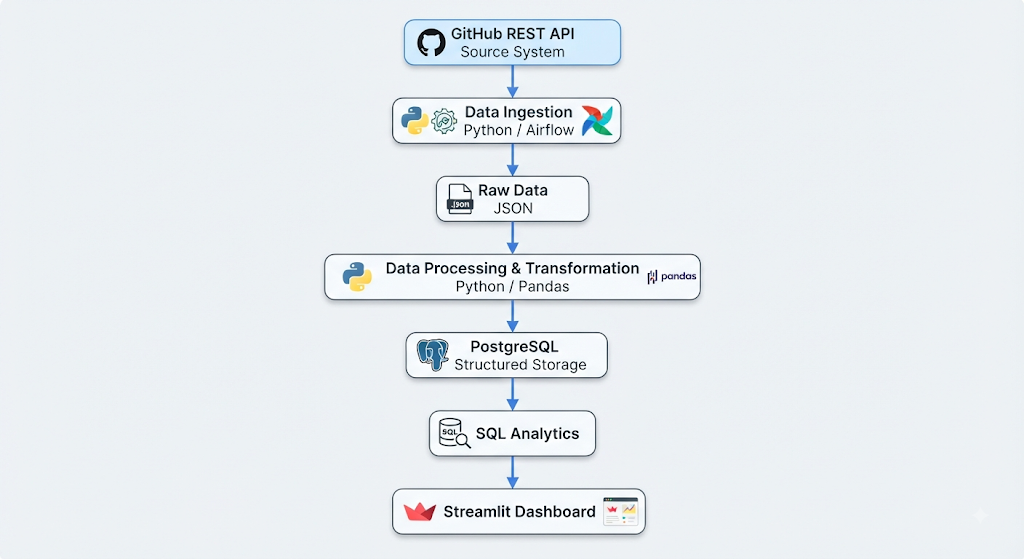 GitHub REST API
Source System
Data Ingestion
Python / Airflow
.json
Raw Data
JSON
Data Processing & Transformation
Python / Pandas
pandas
PostgreSQL
Structured Storage
SQL
SQL Analytics
Streamlit Dashboard